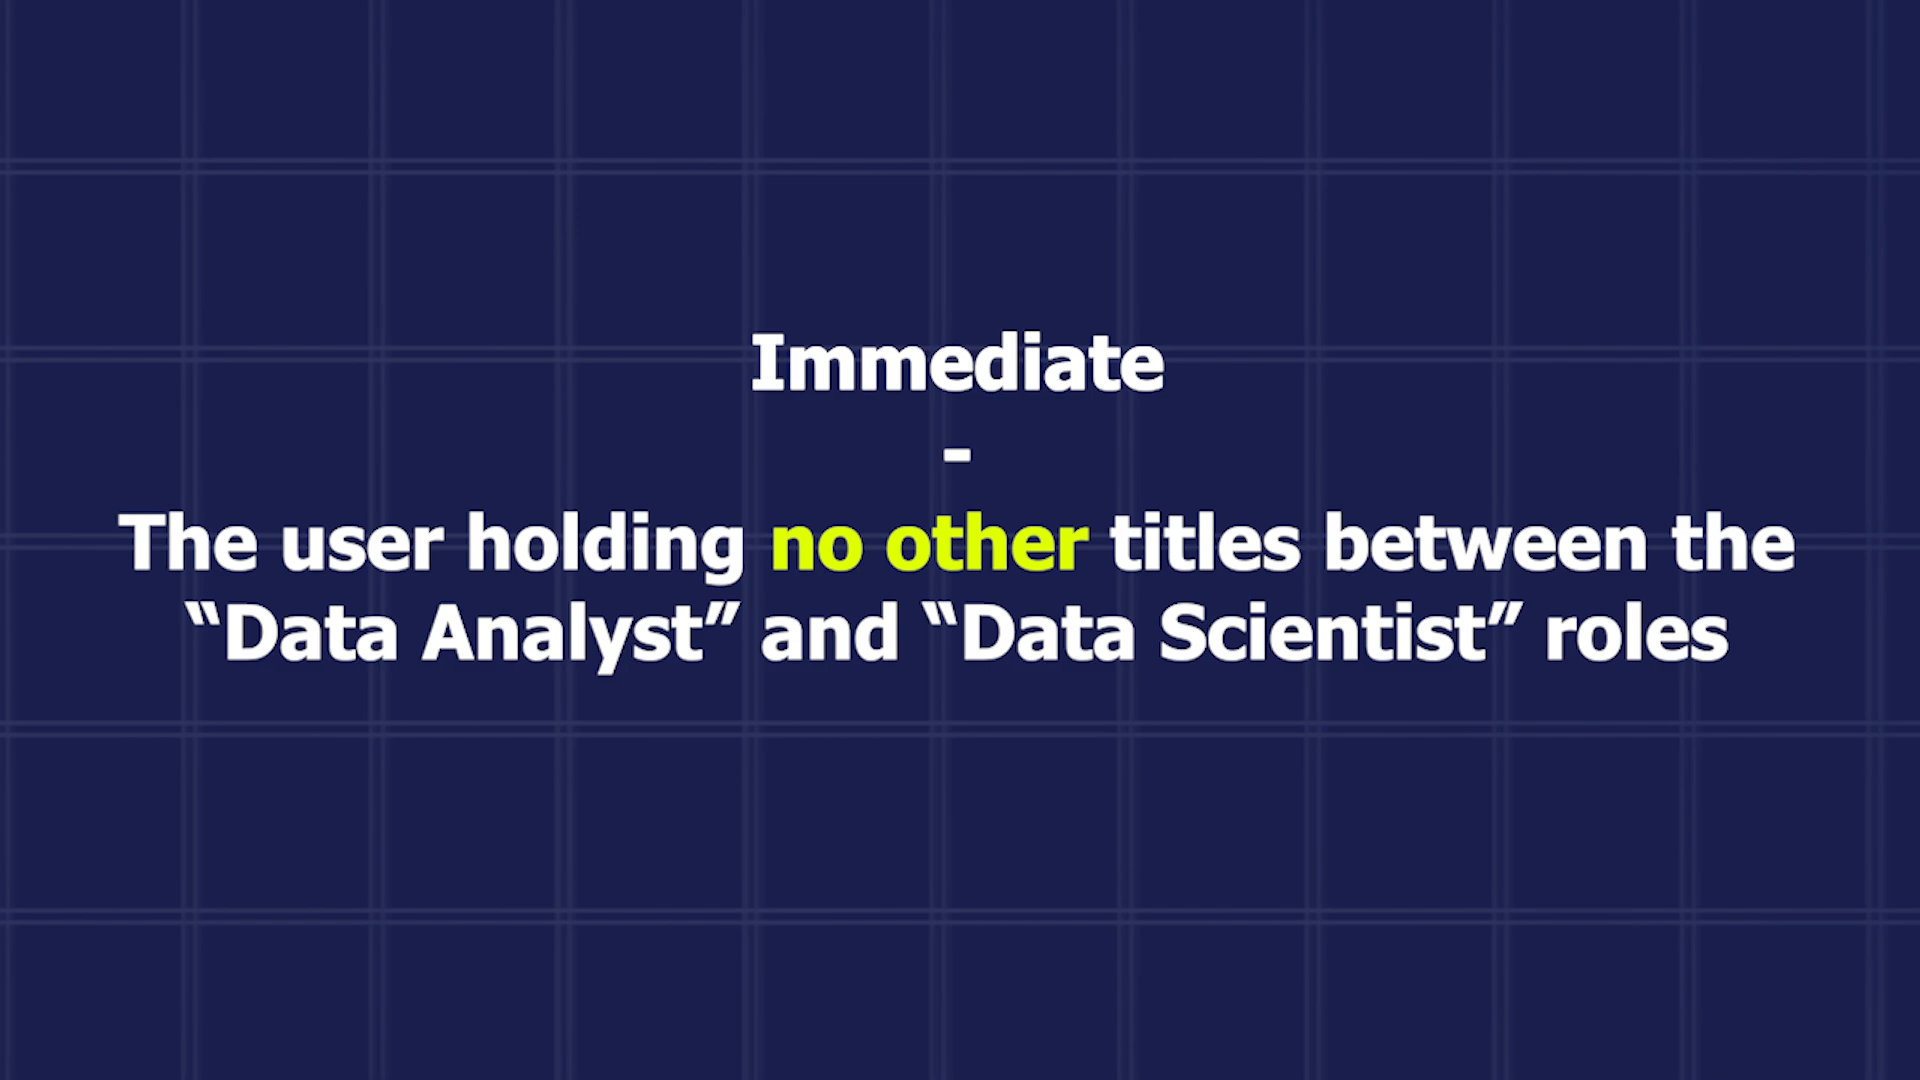 Immediate
-
The user holding no other titles between the
“Data Analyst” and “Data Scientist” roles